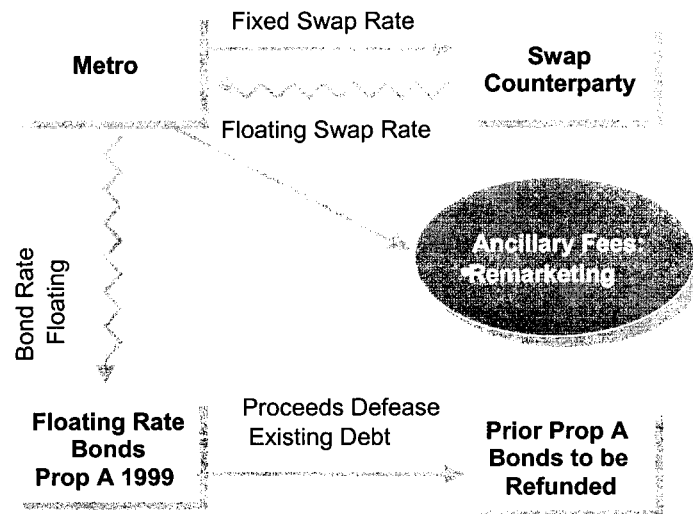 Fixed Swap Rate
Metro
Swap
Counterparty
Floating Swap Rate
Ancillary Fees:
•Remarketing
Bond Rate
Floating
Floating Rate
Bonds
Prop A 1999
Proceeds Defease
Existing Debt
Prior Prop A
Bonds to be
Refunded